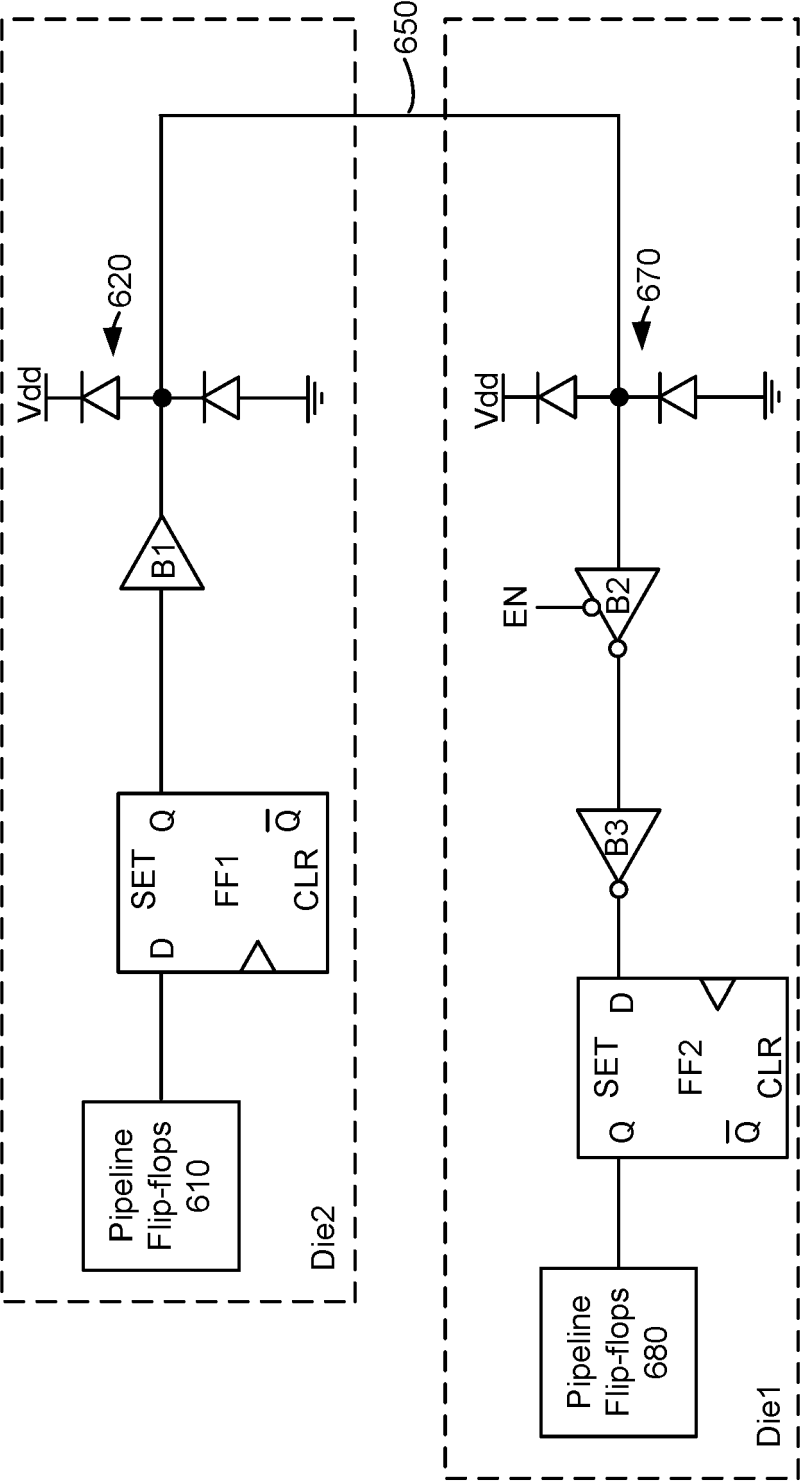 Die2
Pipeline
Flip-flops
610
D
SET
Q
FF1
Q̅
CLR
B1
Vdd
620
650
Die1
Pipeline
Flip-flops
680
Q
SET
D
FF2
Q̅
CLR
B3
EN
B2
Vdd
670